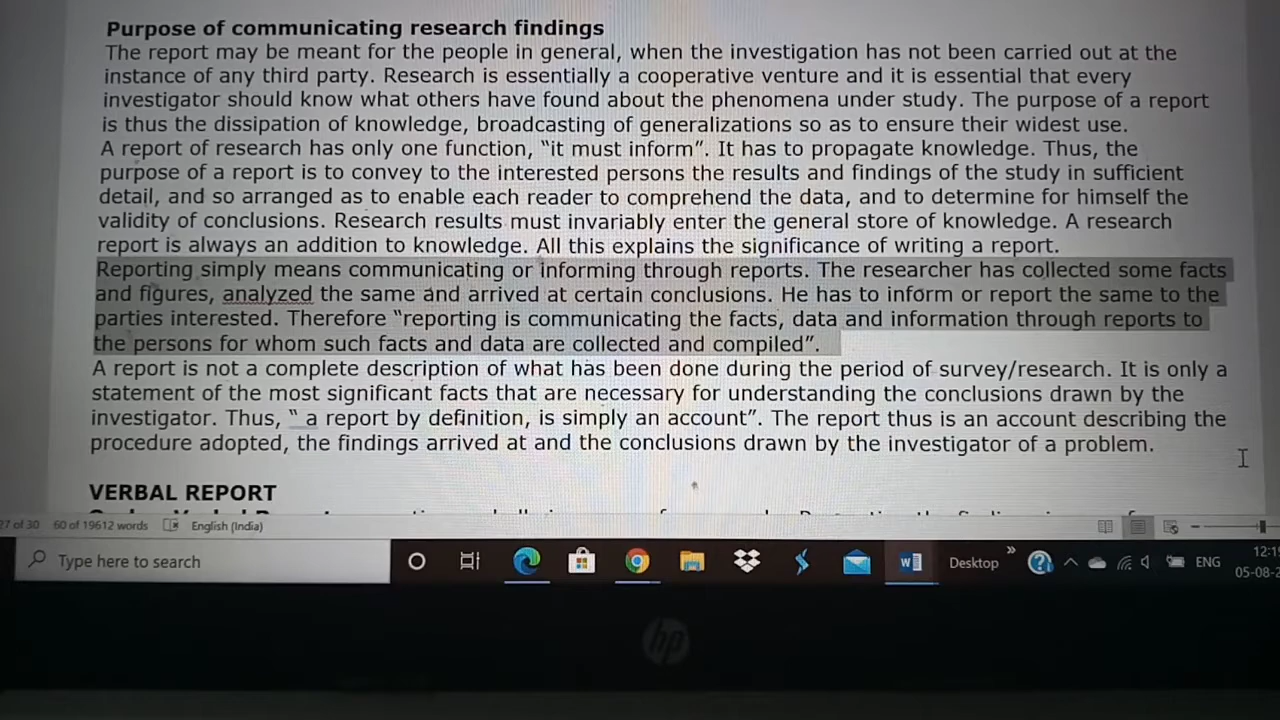 Purpose of communicating research findings
The report may be meant for the people in general, when the investigation has not been carried out at the
instance of any third party. Research is essentially a cooperative venture and it is essential that every
investigator should know what others have found about the phenomena under study. The purpose of a report
is thus the dissipation of knowledge, broadcasting of generalizations so as to ensure their widest use.
A report of research has only one function, “it must inform”. It has to propagate knowledge. Thus, the
purpose of a report is to convey to the interested persons the results and findings of the study in sufficient
detail, and so arranged as to enable each reader to comprehend the data, and to determine for himself the
validity of conclusions. Research results must invariably enter the general store of knowledge. A research
report is always an addition to knowledge. All this explains the significance of writing a report.
Reporting simply means communicating or informing through reports. The researcher has collected some facts
and figures, analyzed the same and arrived at certain conclusions. He has to inform or report the same to the
parties interested. Therefore “reporting is communicating the facts, data and information through reports to
the persons for whom such facts and data are collected and compiled”.
A report is not a complete description of what has been done during the period of survey/research. It is only a
statement of the most significant facts that are necessary for understanding the conclusions drawn by the
investigator. Thus, “ a report by definition, is simply an account”. The report thus is an account describing the
procedure adopted, the findings arrived at and the conclusions drawn by the investigator of a problem.
VERBAL REPORT
27 of 30 60 of 19612 words English (India)
Type here to search Desktop ENG
12:15
05-08-2
hp